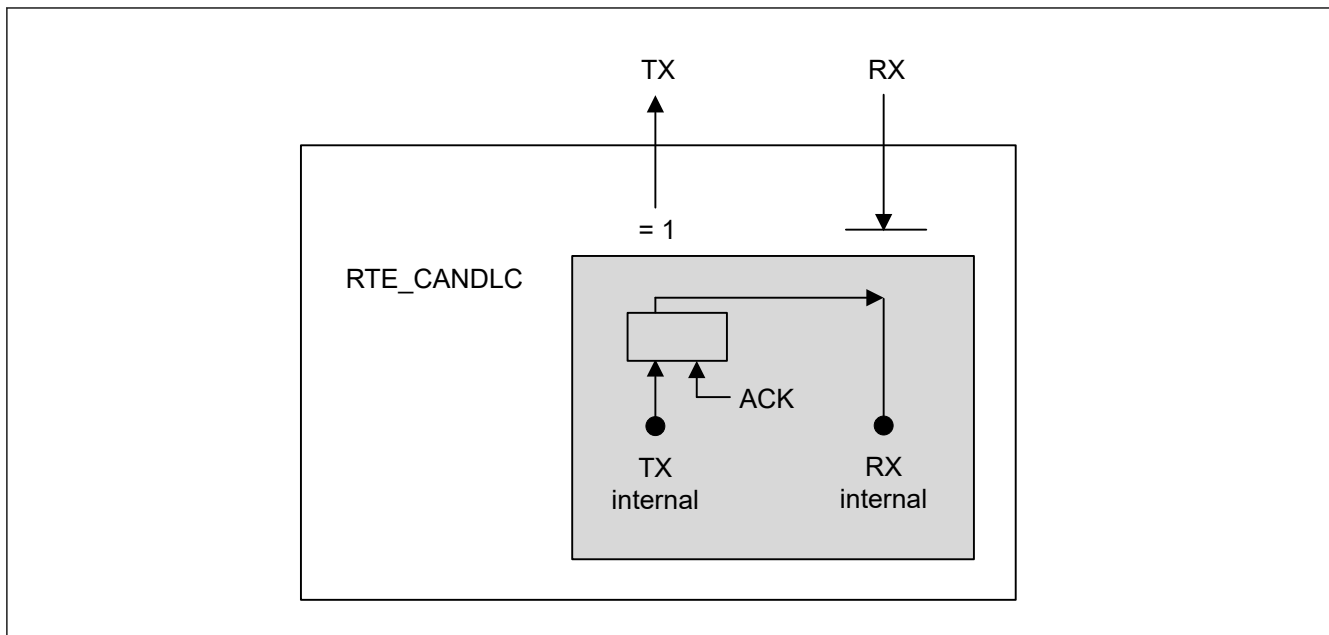 TX
RX
= 1
RTE_CANDLC
ACK
TX
internal
RX
internal